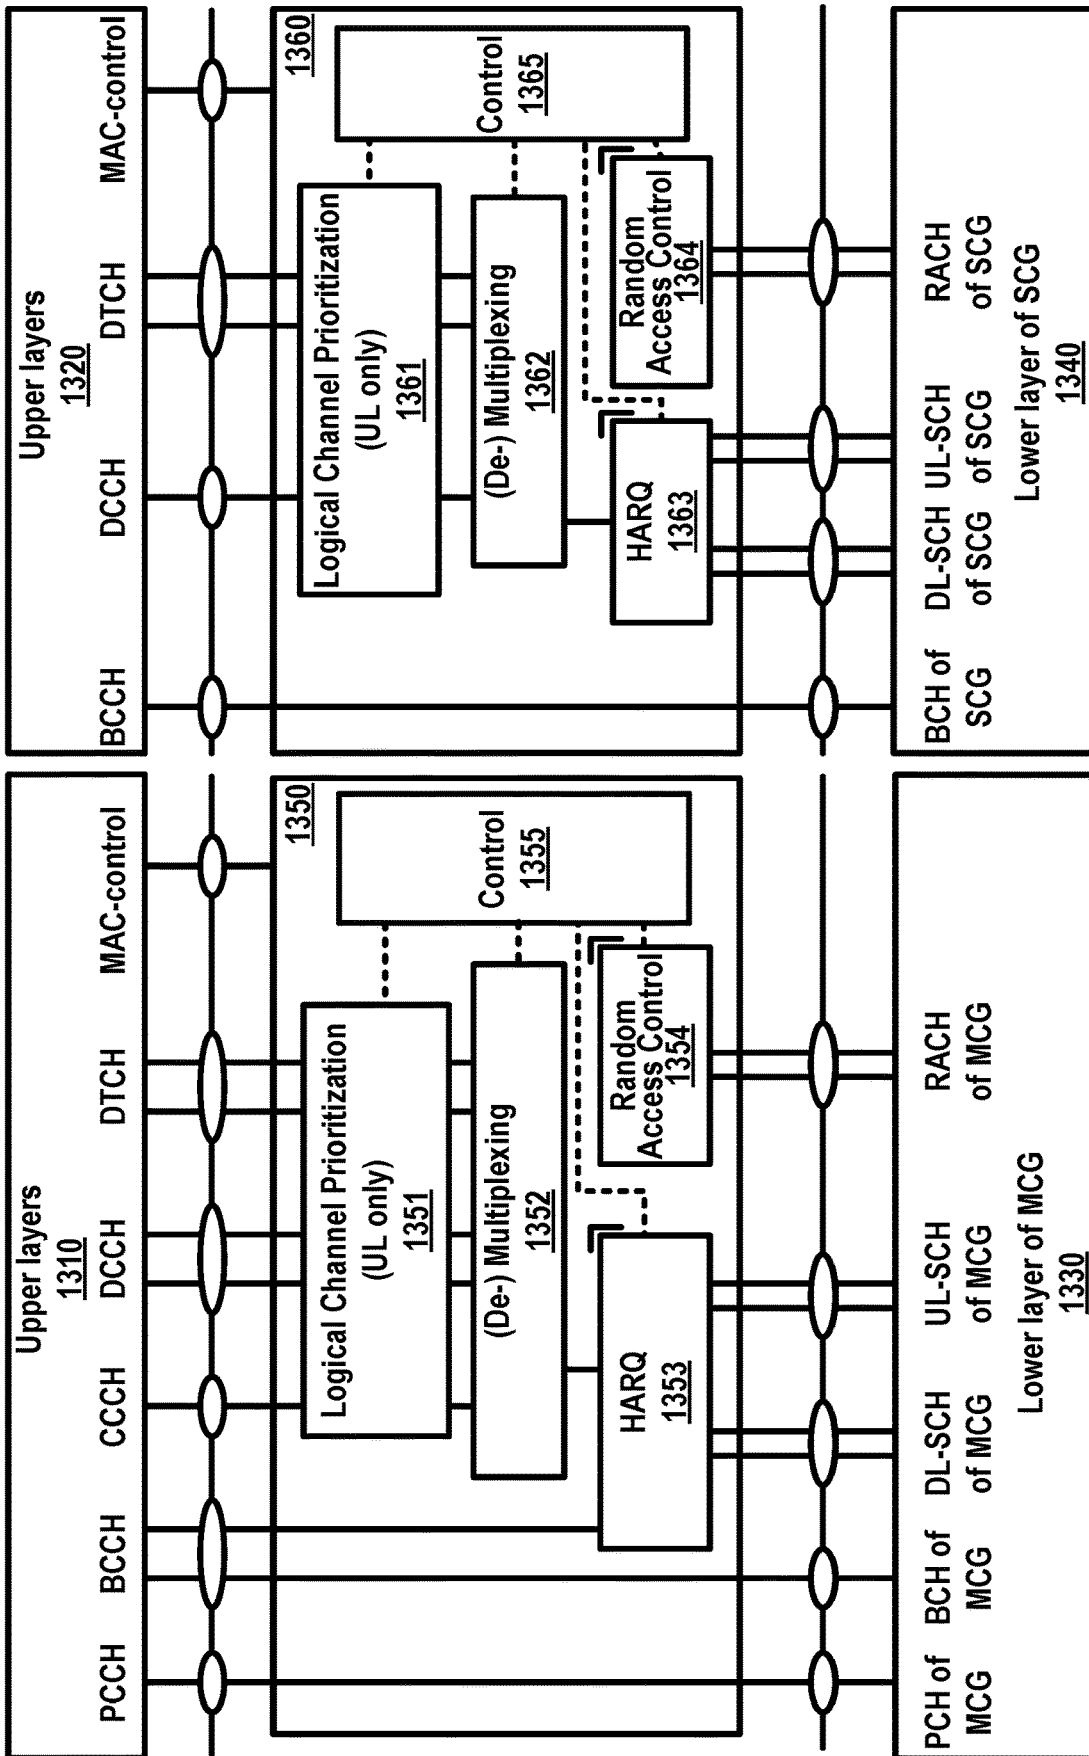 Upper layers
1310
PCCH
BCCH
CCCH
DCCH
DTCH
MAC-control
1350
Logical Channel Prioritization
(UL only)
1351
Control
1355
(De-) Multiplexing
1352
HARQ
1353
Random
Access Control
1354
PCH of
MCG
BCH of
MCG
DL-SCH
of MCG
UL-SCH
of MCG
RACH
of MCG
Lower layer of MCG
1330
Upper layers
1320
BCCH
DCCH
DTCH
MAC-control
1360
Logical Channel Prioritization
(UL only)
1361
Control
1365
(De-) Multiplexing
1362
HARQ
1363
Random
Access Control
1364
BCH of
SCG
DL-SCH
of SCG
UL-SCH
of SCG
RACH
of SCG
Lower layer of SCG
1340